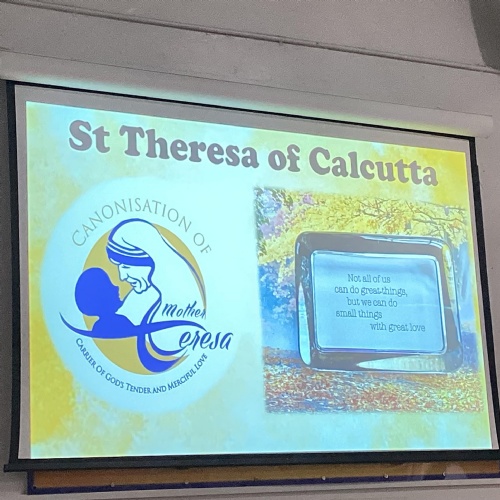 St Theresa of Calcutta
CANONISATION OF
Mother
Teresa
CARRIER OF GOD'S TENDER AND MERCIFUL LOVE
Not all of us
can do great things,
but we can do
small things
with great love